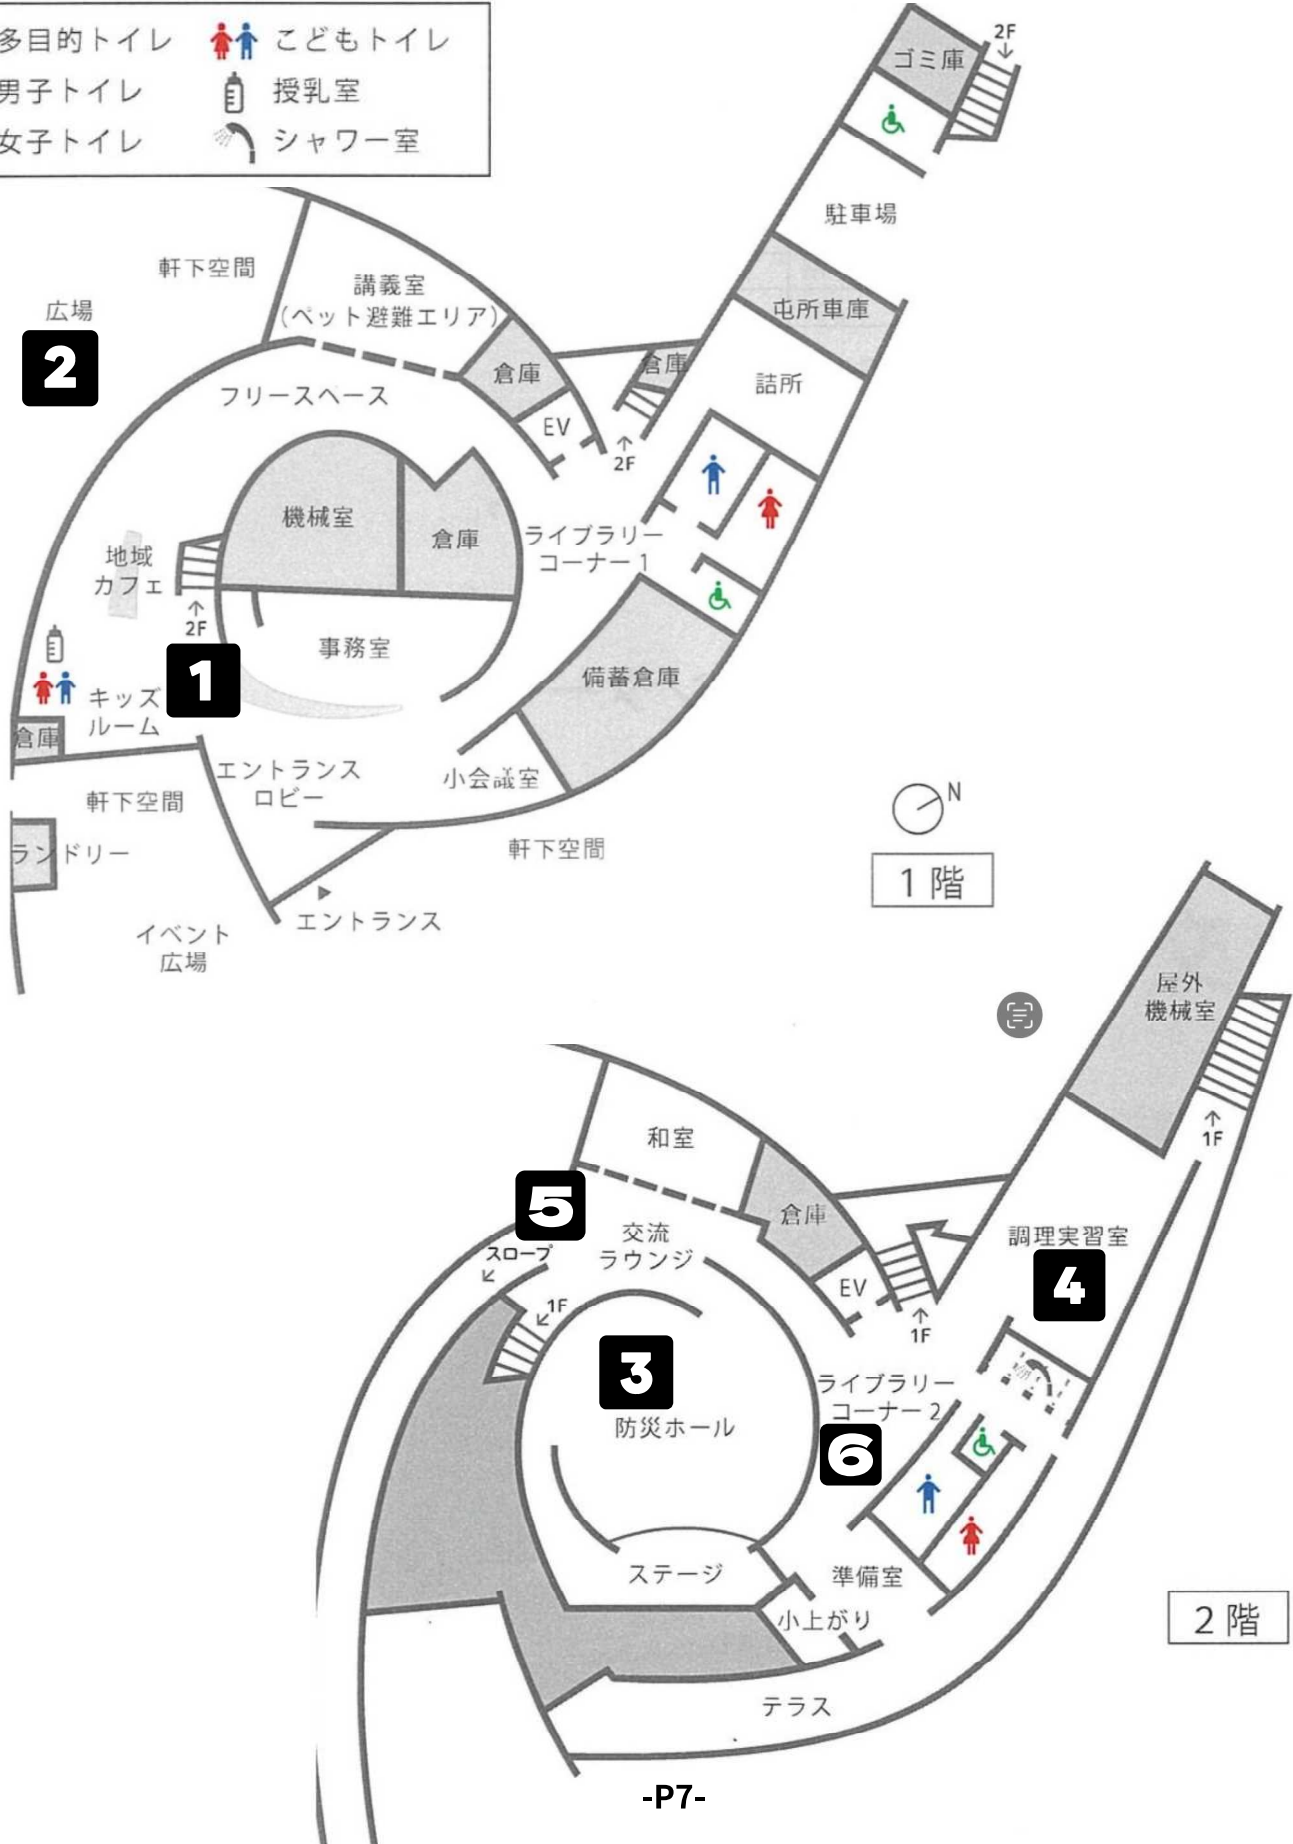 多目的トイレ
こどもトイレ
男子トイレ
授乳室
女子トイレ
シャワー室
2F
ゴミ庫
駐車場
軒下空間
講義室
(ペット避難エリア)
広場
2
屯所車庫
倉庫
倉庫
詰所
フリースペース
EV
2F
機械室
倉庫
ライブラリー
コーナー1
地域
カフェ
2F
事務室
1
備蓄倉庫
キッズ
ルーム
倉庫
エントランス
ロビー
小会議室
軒下空間
N
軒下空間
ランドリー
1階
エントランス
イベント
広場
屋外
機械室
1F
和室
5
倉庫
交流
ラウンジ
スロープ
調理実習室
4
EV
1F
1F
3
防災ホール
ライブラリー
コーナー2
6
ステージ
準備室
小上がり
2階
テラス
-P7-